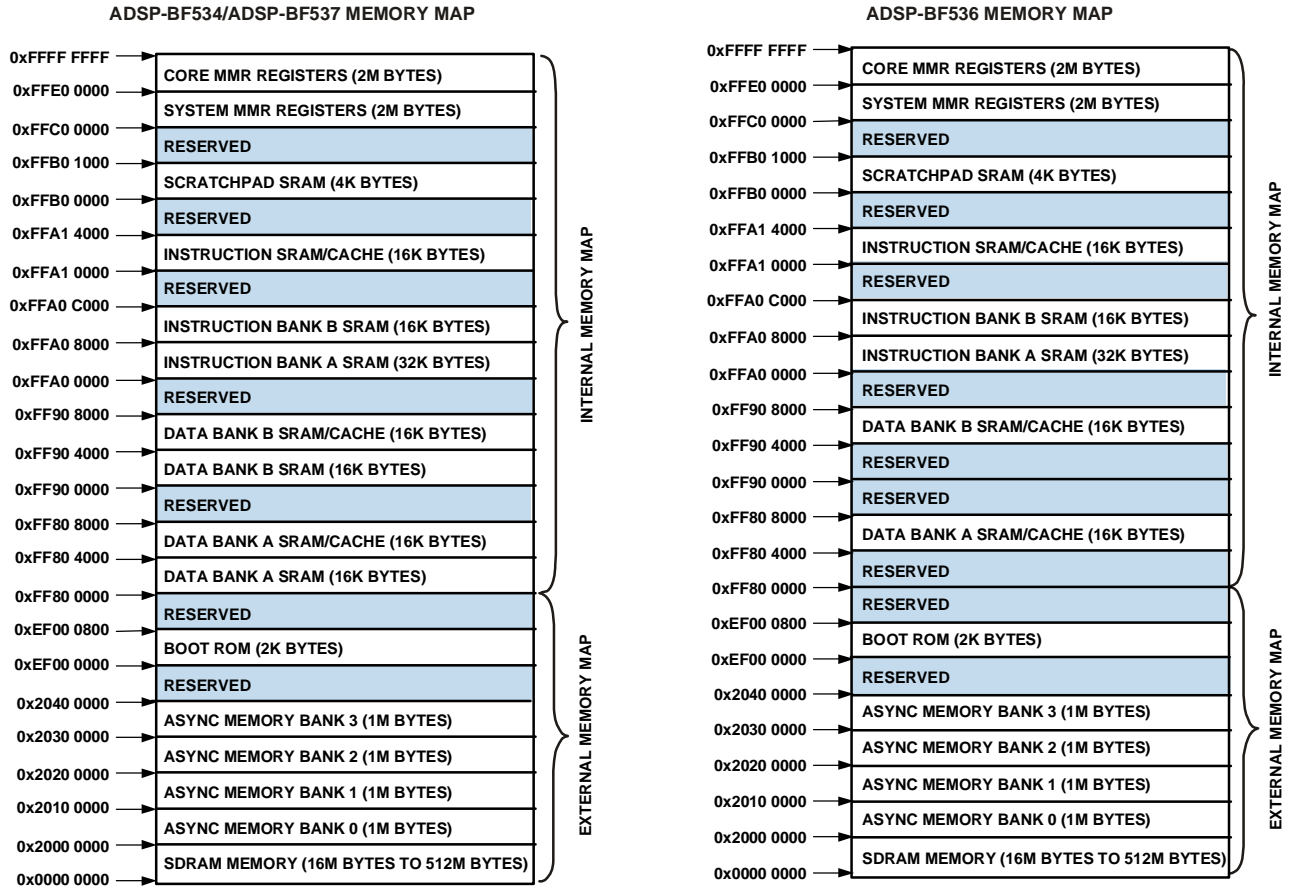 ADSP-BF534/ADSP-BF537 MEMORY MAP
0xFFFF FFFF
CORE MMR REGISTERS (2M BYTES)
0xFFE0 0000
SYSTEM MMR REGISTERS (2M BYTES)
0xFFC0 0000
RESERVED
0xFFB0 1000
SCRATCHPAD SRAM (4K BYTES)
0xFFB0 0000
RESERVED
0xFFA1 4000
INSTRUCTION SRAM/CACHE (16K BYTES)
0xFFA1 0000
RESERVED
0xFFA0 C000
INSTRUCTION BANK B SRAM (16K BYTES)
0xFFA0 8000
INSTRUCTION BANK A SRAM (32K BYTES)
0xFFA0 0000
RESERVED
0xFF90 8000
DATA BANK B SRAM/CACHE (16K BYTES)
0xFF90 4000
DATA BANK B SRAM (16K BYTES)
0xFF90 0000
RESERVED
0xFF80 8000
DATA BANK A SRAM/CACHE (16K BYTES)
0xFF80 4000
DATA BANK A SRAM (16K BYTES)
0xFF80 0000
RESERVED
0xEF00 0800
BOOT ROM (2K BYTES)
0xEF00 0000
RESERVED
0x2040 0000
ASYNC MEMORY BANK 3 (1M BYTES)
0x2030 0000
ASYNC MEMORY BANK 2 (1M BYTES)
0x2020 0000
ASYNC MEMORY BANK 1 (1M BYTES)
0x2010 0000
ASYNC MEMORY BANK 0 (1M BYTES)
0x2000 0000
SDRAM MEMORY (16M BYTES TO 512M BYTES)
0x0000 0000
INTERNAL MEMORY MAP
EXTERNAL MEMORY MAP
ADSP-BF536 MEMORY MAP
0xFFFF FFFF
CORE MMR REGISTERS (2M BYTES)
0xFFE0 0000
SYSTEM MMR REGISTERS (2M BYTES)
0xFFC0 0000
RESERVED
0xFFB0 1000
SCRATCHPAD SRAM (4K BYTES)
0xFFB0 0000
RESERVED
0xFFA1 4000
INSTRUCTION SRAM/CACHE (16K BYTES)
0xFFA1 0000
RESERVED
0xFFA0 C000
INSTRUCTION BANK B SRAM (16K BYTES)
0xFFA0 8000
INSTRUCTION BANK A SRAM (32K BYTES)
0xFFA0 0000
RESERVED
0xFF90 8000
DATA BANK B SRAM/CACHE (16K BYTES)
0xFF90 4000
RESERVED
0xFF90 0000
RESERVED
0xFF80 8000
DATA BANK A SRAM/CACHE (16K BYTES)
0xFF80 4000
RESERVED
0xFF80 0000
RESERVED
0xEF00 0800
BOOT ROM (2K BYTES)
0xEF00 0000
RESERVED
0x2040 0000
ASYNC MEMORY BANK 3 (1M BYTES)
0x2030 0000
ASYNC MEMORY BANK 2 (1M BYTES)
0x2020 0000
ASYNC MEMORY BANK 1 (1M BYTES)
0x2010 0000
ASYNC MEMORY BANK 0 (1M BYTES)
0x2000 0000
SDRAM MEMORY (16M BYTES TO 512M BYTES)
0x0000 0000
INTERNAL MEMORY MAP
EXTERNAL MEMORY MAP